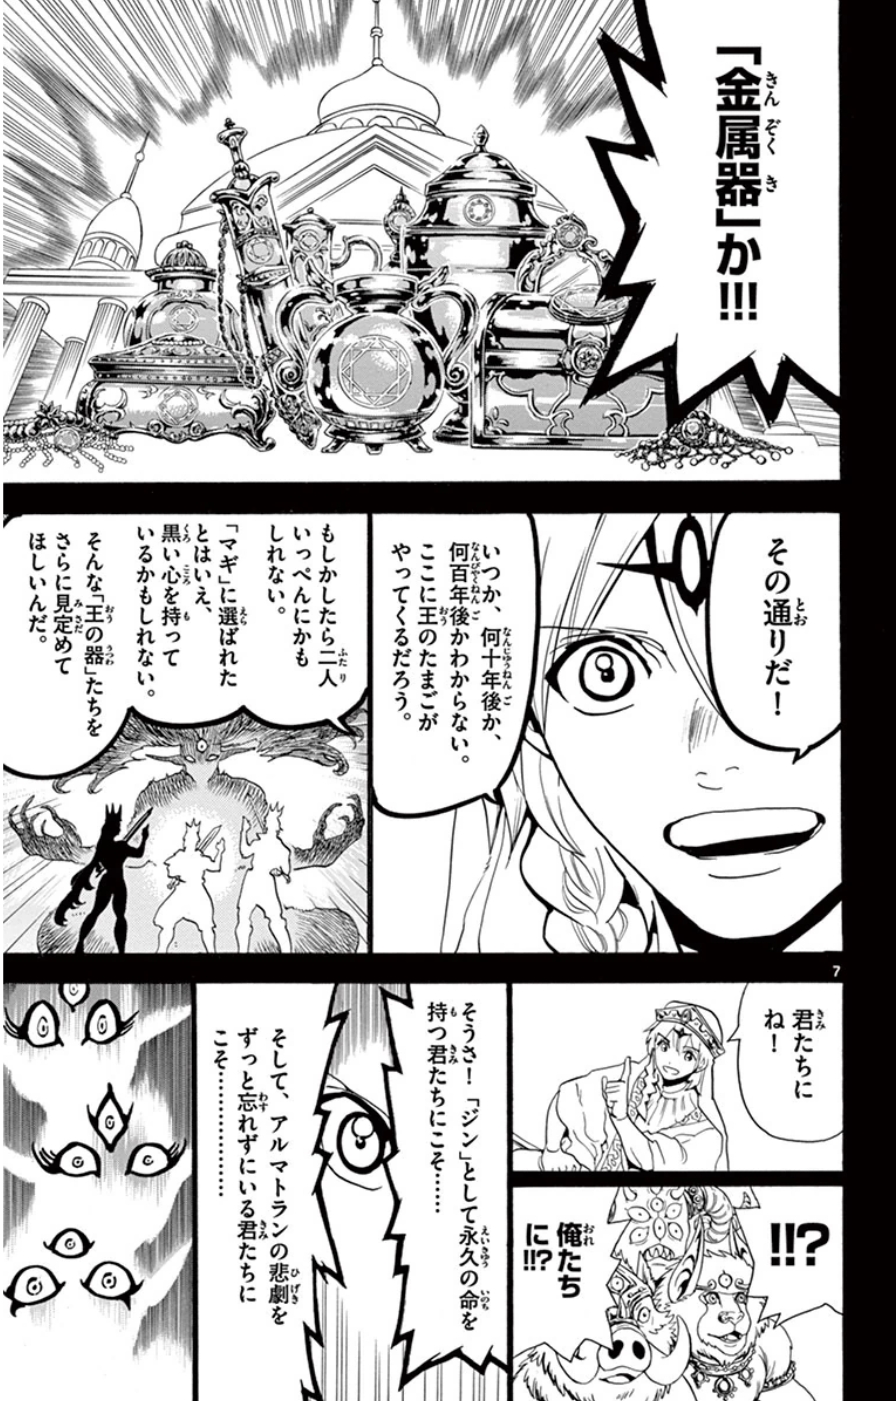 「金属器」か!!!
その通りだ!
いつか、何十年後か、
何百年後かわからない。
ここに王のたまごが
やってくるだろう。
もしかしたら二人
いっぺんにかも
しれない。
「マギ」に選ばれた
とはいえ、
黒い心を持って
いるかもしれない。
そんな「王の器」たちを
さらに見定めて
ほしいんだ。
7
君たちに
ね!
!!?
俺たち
に!!?
そうさ!「ジン」として永久の命を
持つ君たちにこそ………
そして、アルマトランの悲劇を
ずっと忘れずにいる君たちに
こそ………………………